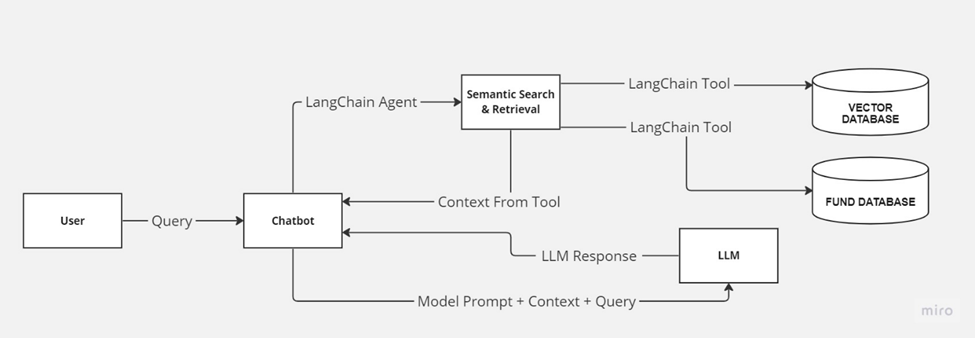 LangChain Agent
Semantic Search
& Retrieval
LangChain Tool
VECTOR
DATABASE
LangChain Tool
FUND DATABASE
User
Query
Chatbot
Context From Tool
LLM Response
LLM
Model Prompt + Context + Query
miro